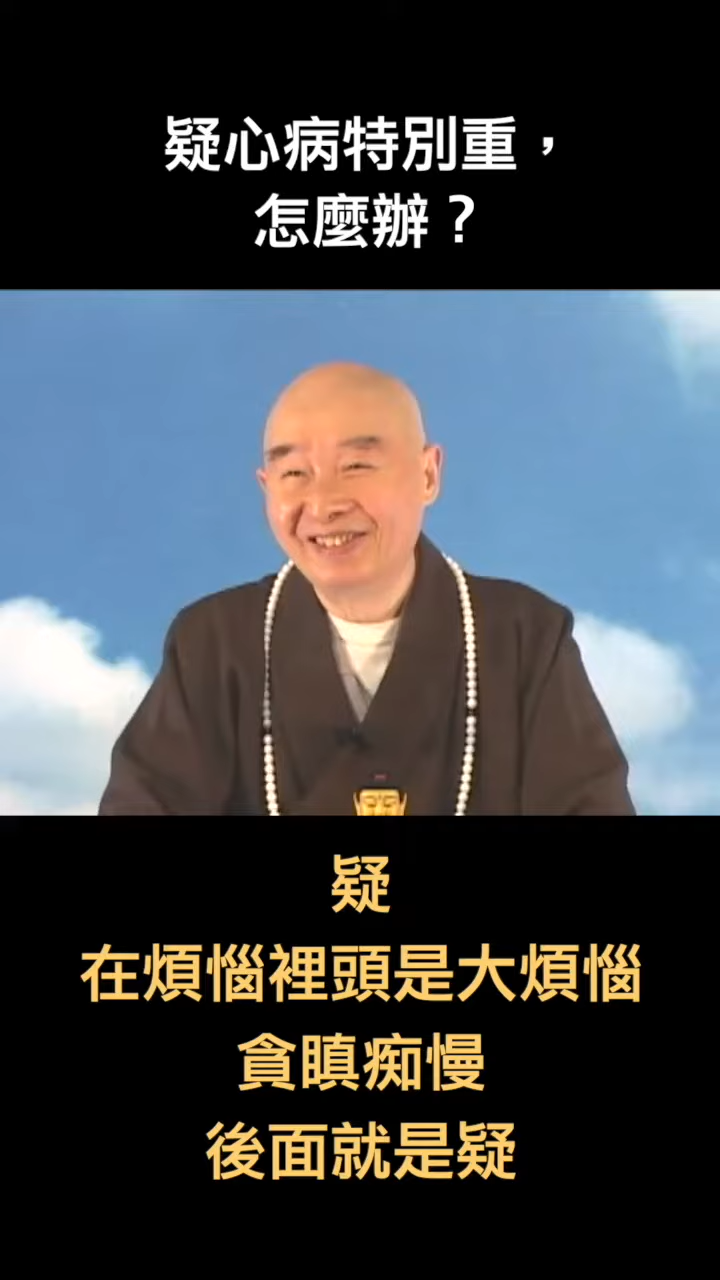 疑心病特別重，
怎麼辦？
疑
在煩惱裡頭是大煩惱
貪瞋痴慢
後面就是疑